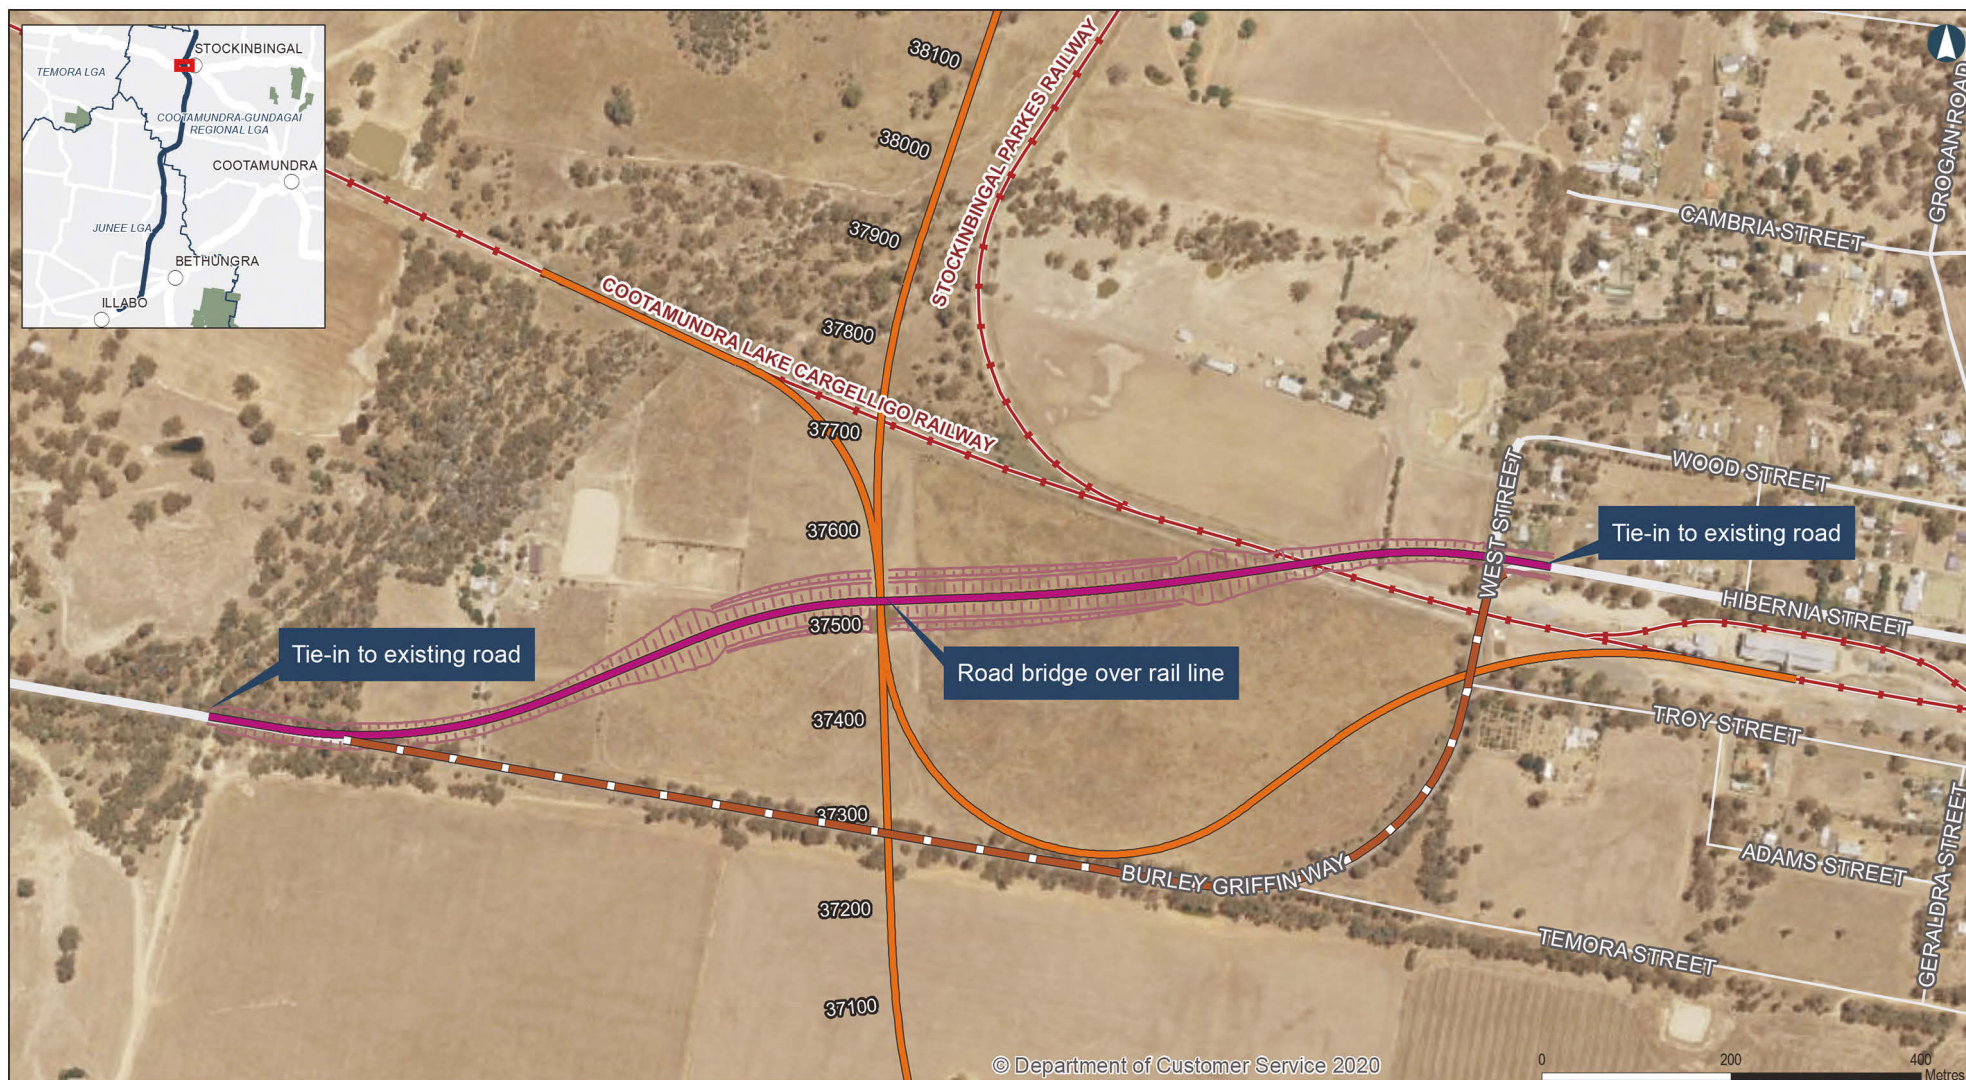 STOCKINBINGAL
TEMORA LGA
COOTAMUNDRA-GUNDAGAI
REGIONAL LGA
COOTAMUNDRA
JUNEE LGA
BETHUNGRA
ILLABO
38100
38000
37900
37800
37700
37600
37500
37400
37300
37200
37100
STOCKINBINGAL PARKES RAILWAY
COOTAMUNDRA LAKE CARGELLIGO RAILWAY
GROGAN ROAD
CAMBRIA STREET
WOOD STREET
WEST STREET
Tie-in to existing road
HIBERNIA STREET
Tie-in to existing road
Road bridge over rail line
TROY STREET
ADAMS STREET
GERALDRA STREET
BURLEY GRIFFIN WAY
TEMORA STREET
© Department of Customer Service 2020
0 200 400
Metres